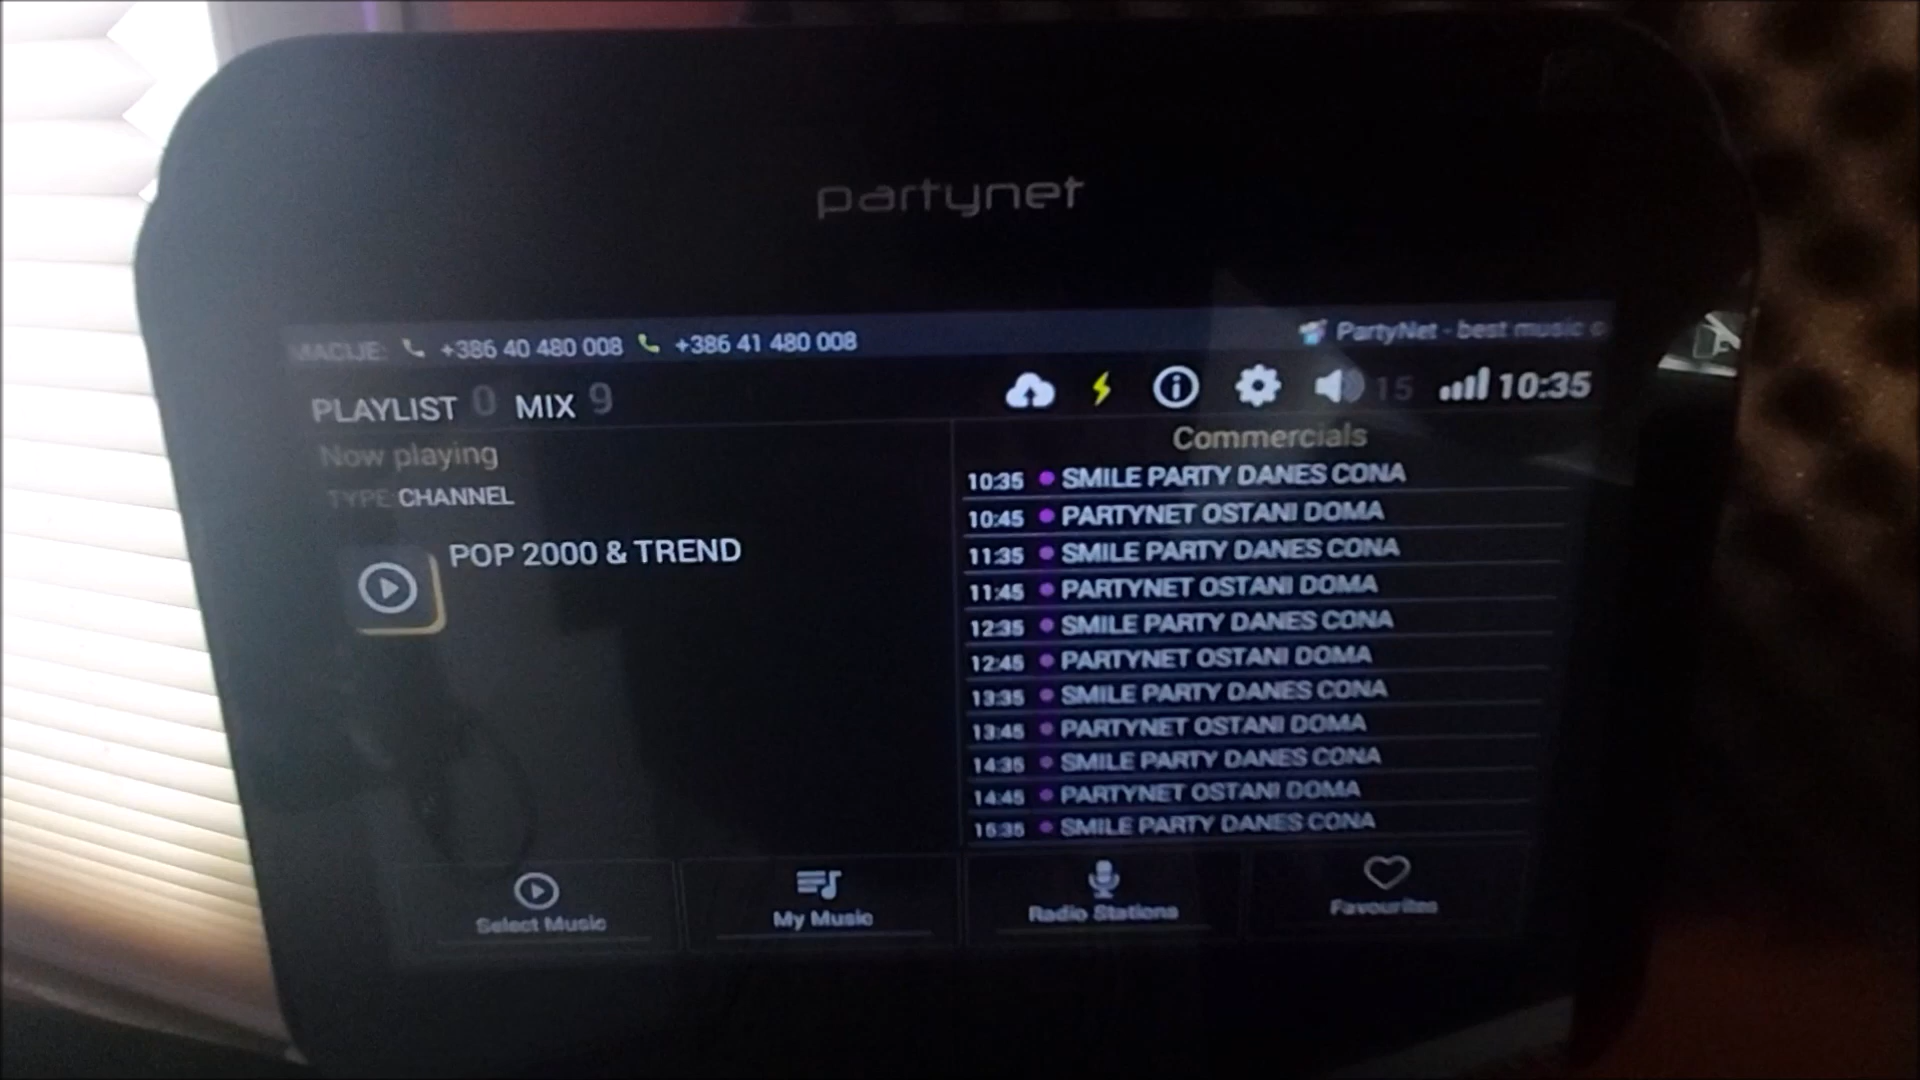 partynet
MACIJE: +386 40 480 008 +386 41 480 008 PartyNet - best music
PLAYLIST 0 MIX 9 15 10:35
Now playing
TYPE: CHANNEL
POP 2000 & TREND
Commercials
10:35 SMILE PARTY DANES CONA
10:45 PARTYNET OSTANI DOMA
11:35 SMILE PARTY DANES CONA
11:45 PARTYNET OSTANI DOMA
12:35 SMILE PARTY DANES CONA
12:45 PARTYNET OSTANI DOMA
13:35 SMILE PARTY DANES CONA
13:45 PARTYNET OSTANI DOMA
14:35 SMILE PARTY DANES CONA
14:45 PARTYNET OSTANI DOMA
15:35 SMILE PARTY DANES CONA
Select Music My Music Radio Stations Favourites